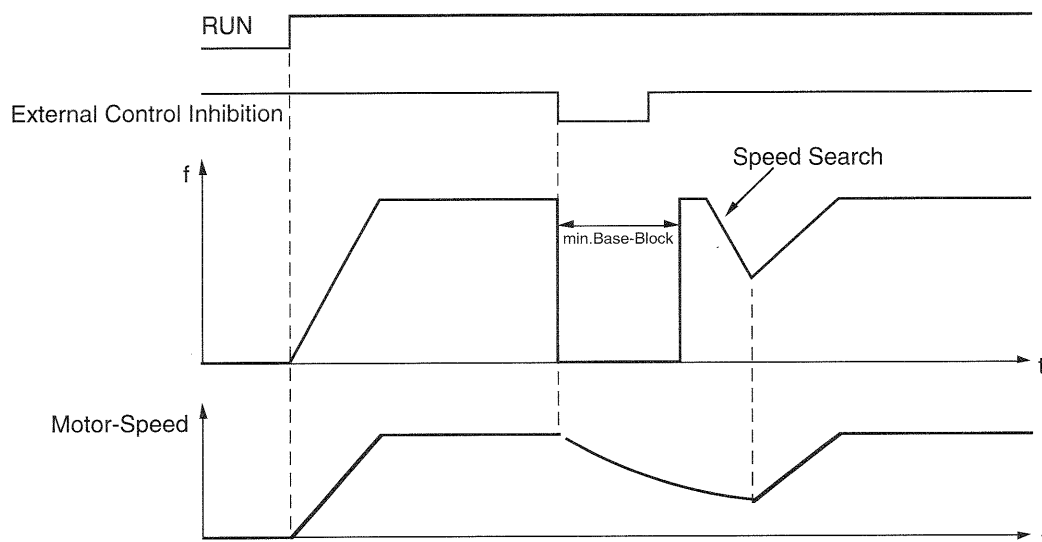 RUN
External Control Inhibition
f
Speed Search
min.Base-Block
t
Motor-Speed